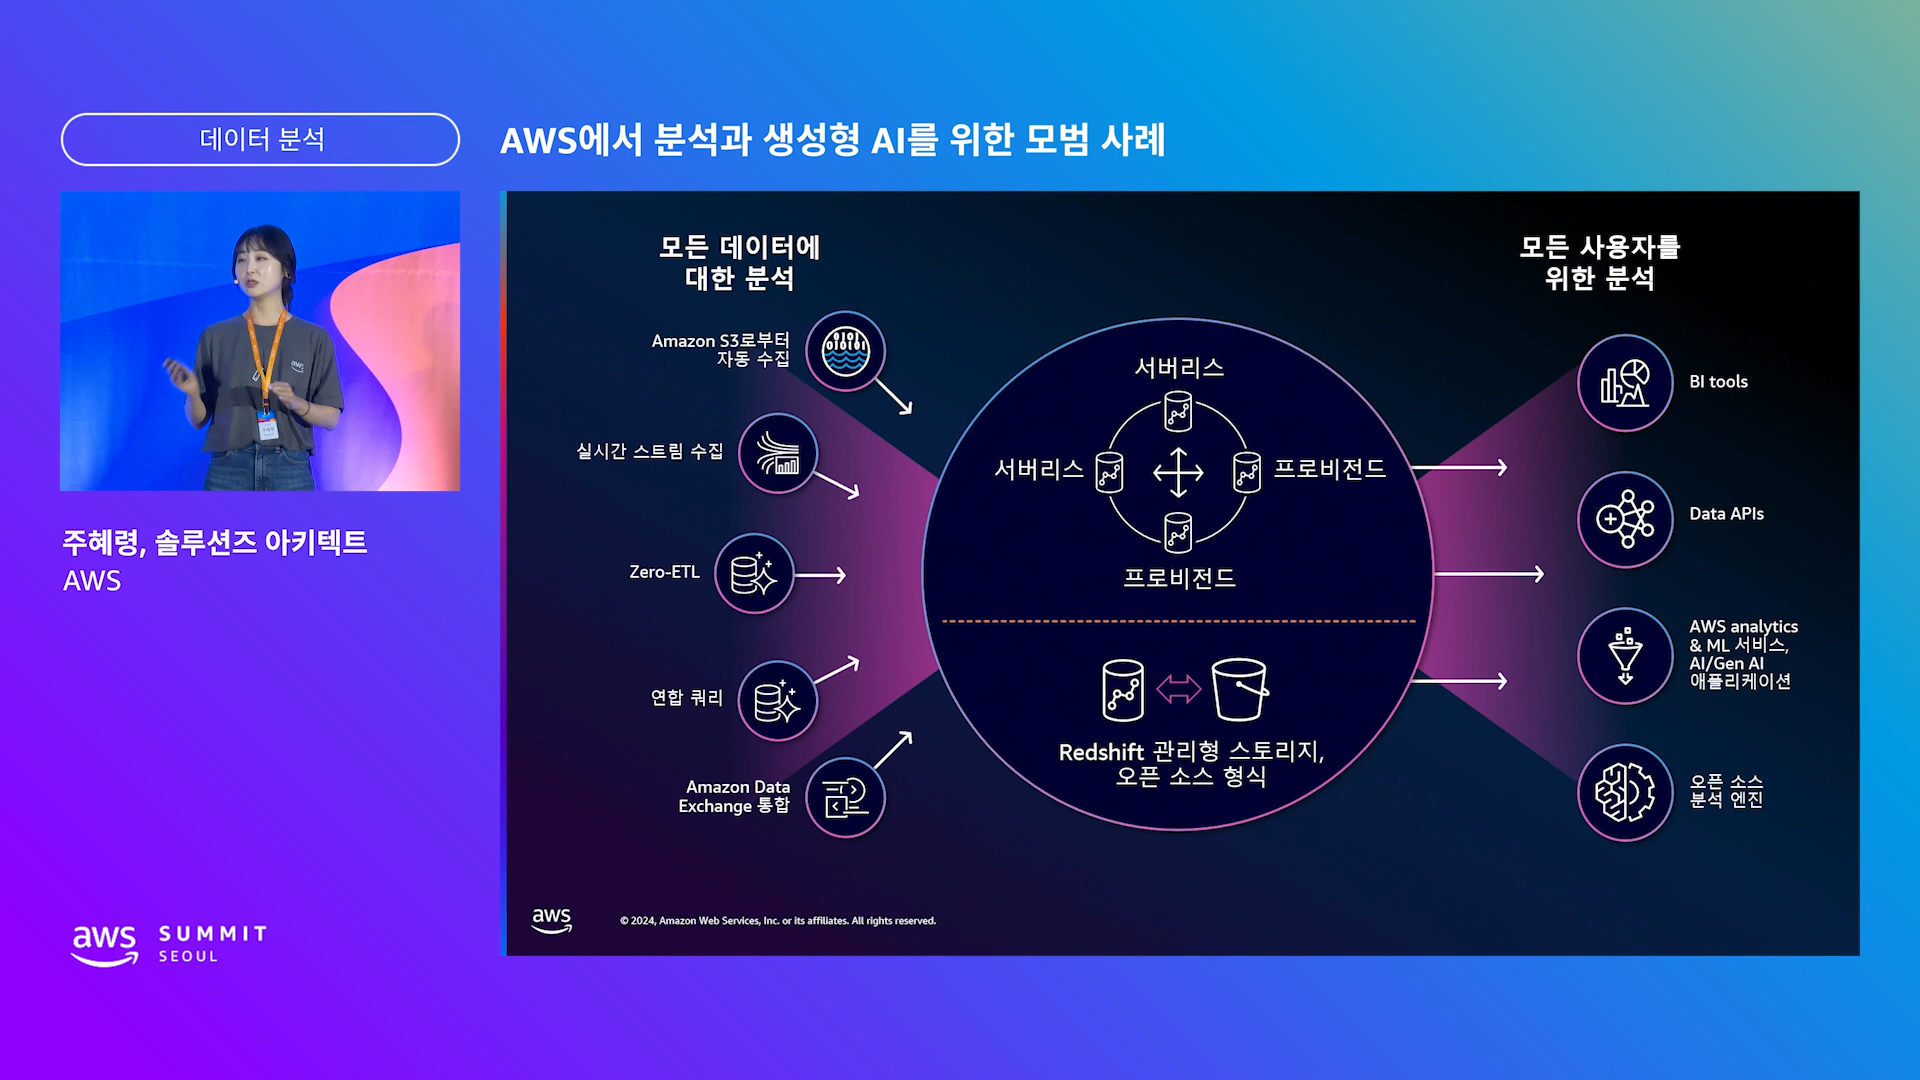 데이터 분석
AWS에서 분석과 생성형 AI를 위한 모범 사례
주혜령, 솔루션즈 아키텍트
AWS
aws
SUMMIT
SEOUL
aws
모든 데이터에
대한 분석
Amazon S3로부터
자동 수집
실시간 스트림 수집
Zero-ETL
연합 쿼리
Amazon Data
Exchange 통합
서버리스
서버리스
프로비전드
프로비전드
Redshift 관리형 스토리지,
오픈 소스 형식
모든 사용자를
위한 분석
BI tools
Data APIs
AWS analytics
& ML 서비스,
AI/Gen AI
애플리케이션
오픈 소스
분석 엔진
aws
© 2024, Amazon Web Services, Inc. or its affiliates. All rights reserved.